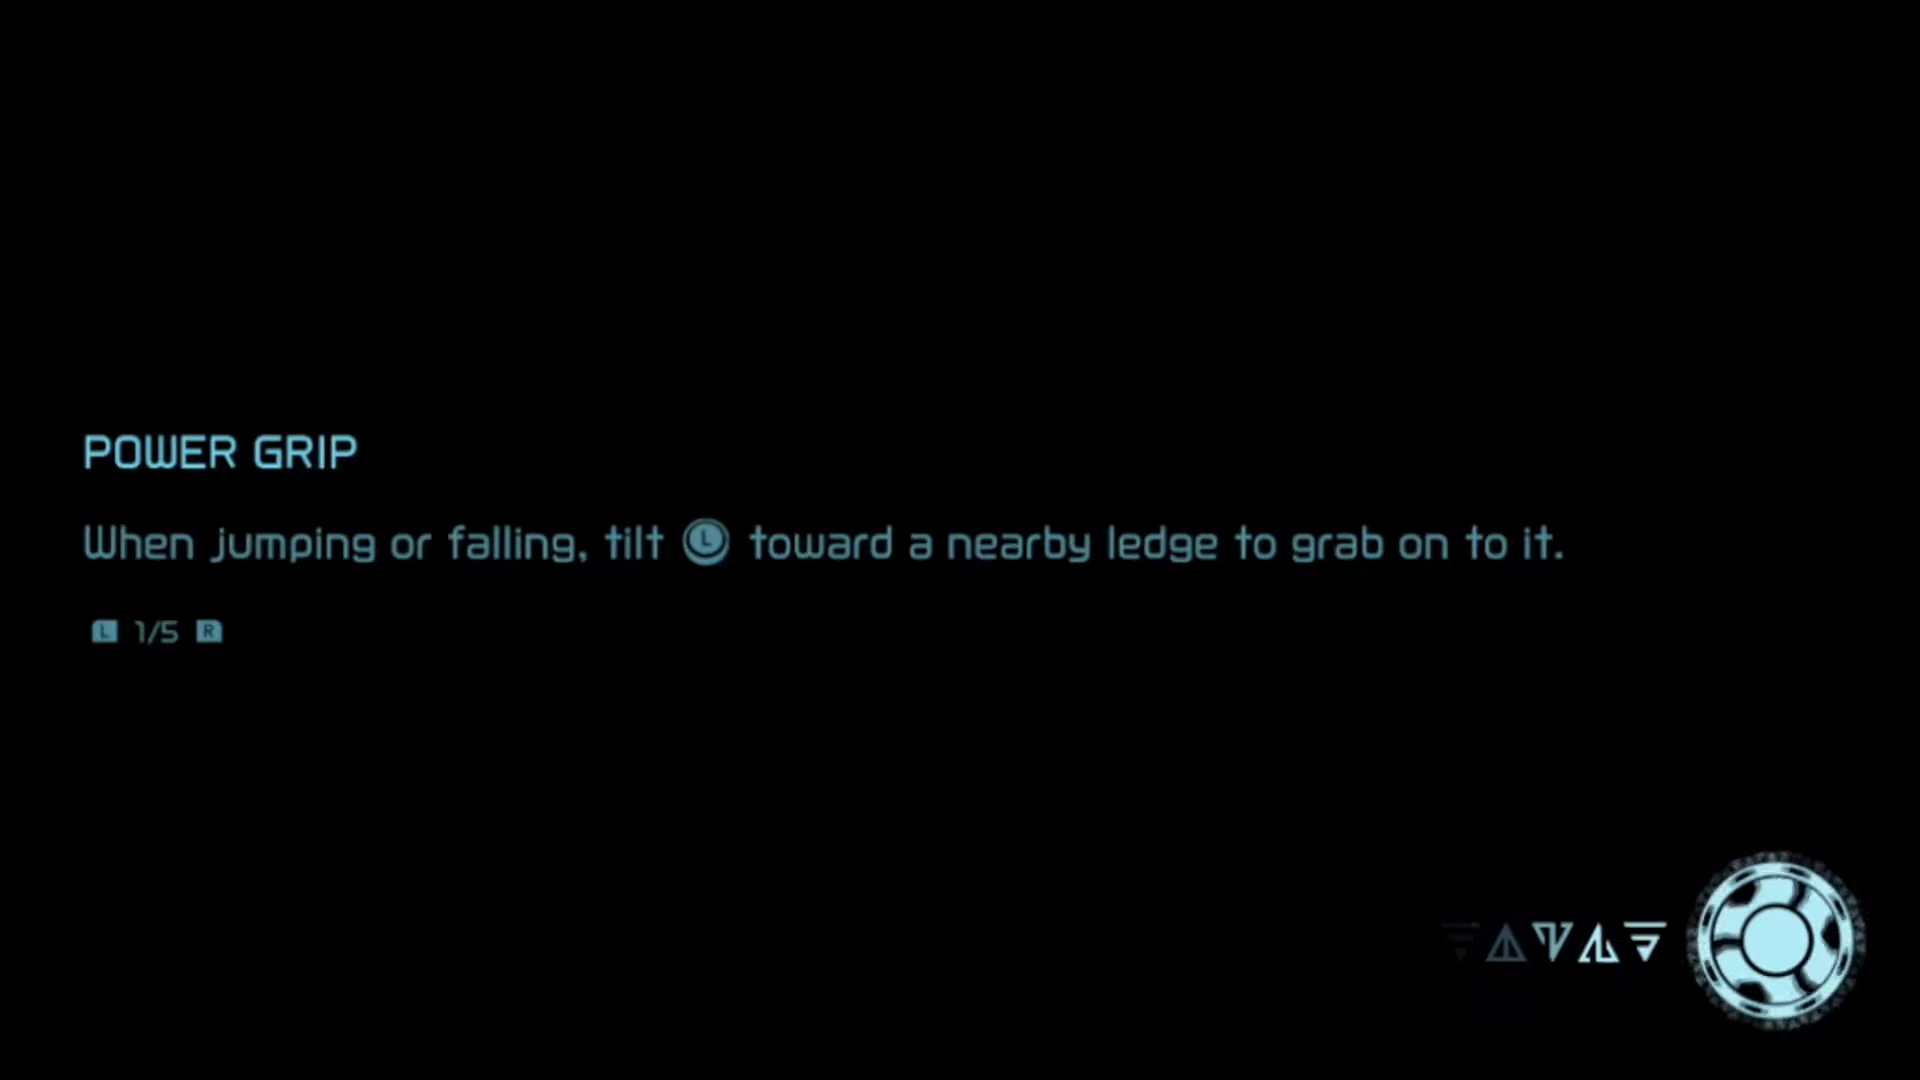 POWER GRIP
When jumping or falling, tilt L toward a nearby ledge to grab on to it.
L 1/5 R